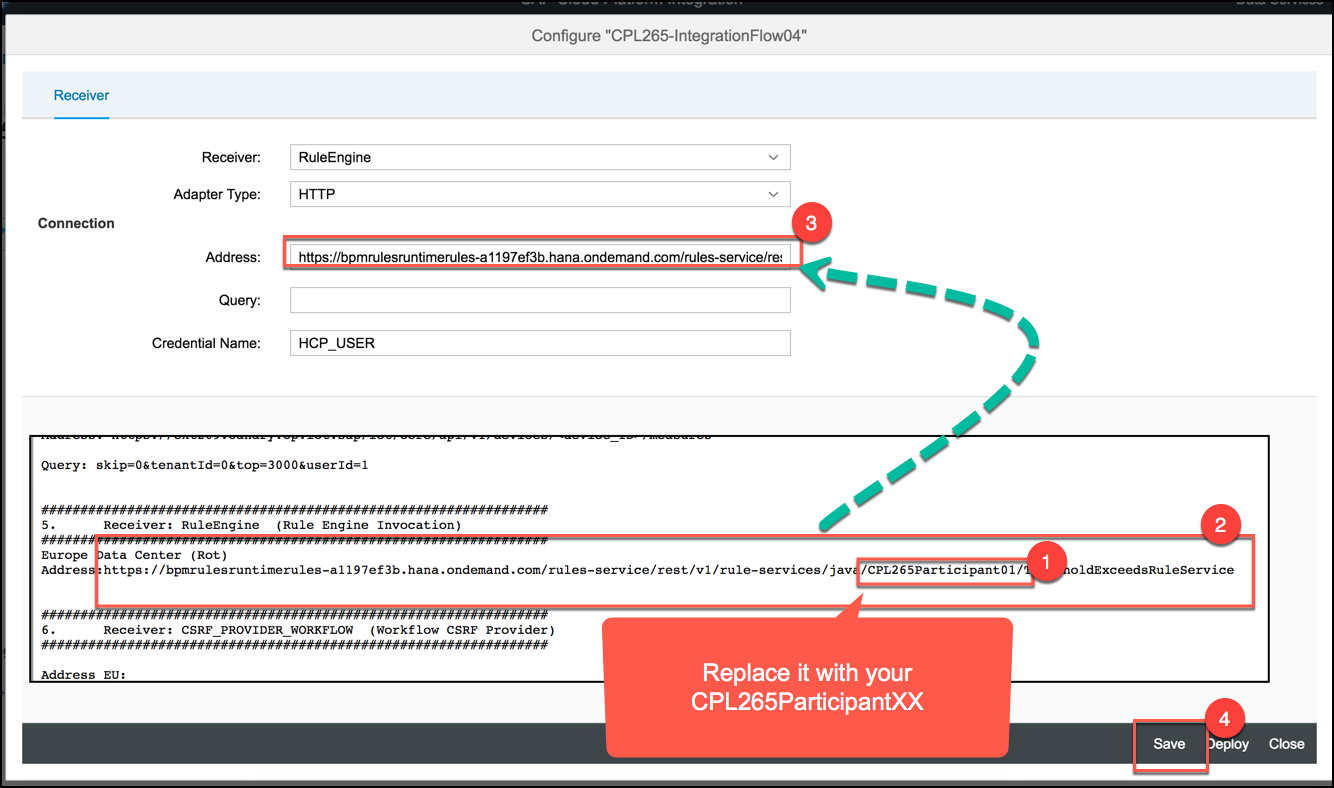 SAP Cloud Platform Integration
Data Services
Configure "CPL265-IntegrationFlow04"
Receiver
Receiver:
RuleEngine
Adapter Type:
HTTP
Connection
3
Address:
https://bpmrulesruntimerules-a1197ef3b.hana.ondemand.com/rules-service/res
Query:
Credential Name:
HCP_USER
Query: skip=0&tenantId=0&top=3000&userId=1
#################################################################
5. Receiver: RuleEngine (Rule Engine Invocation)
2
#################################################################
Europe Data Center (Rot)
1
Address:https://bpmrulesruntimerules-a1197ef3b.hana.ondemand.com/rules-service/rest/v1/rule-services/java/CPL265Participant01/T holdExceedsRuleService
#################################################################
6. Receiver: CSRF_PROVIDER_WORKFLOW (Workflow CSRF Provider)
#################################################################
Address EU:
Replace it with your
CPL265ParticipantXX
4
Save
Deploy
Close